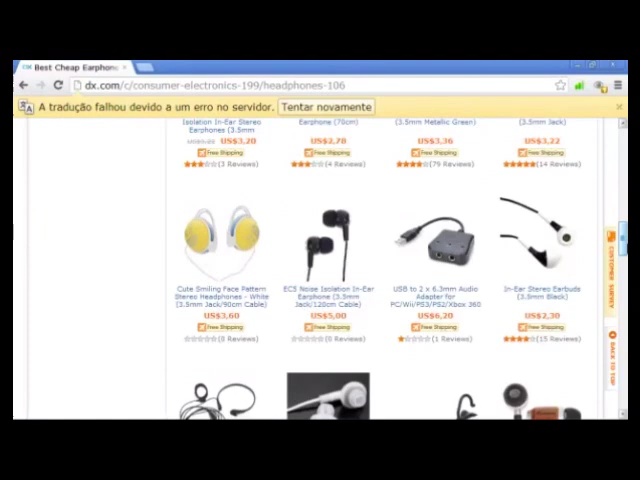 Best Cheap Earphone
dx.com/c/consumer-electronics-199/headphones-106
A tradução falhou devido a um erro no servidor. Tentar novamente
Isolation In-Ear Stereo
Earphones (3.5mm
US$3,20
Free Shipping
(3 Reviews)
Earphone (70cm)
US$2,78
Free Shipping
(4 Reviews)
(3.5mm Metallic Green)
US$3,36
Free Shipping
(79 Reviews)
(3.5mm Jack)
US$3,22
Free Shipping
(14 Reviews)
Cute Smiling Face Pattern
Stereo Headphones - White
(3.5mm Jack/90cm Cable)
US$3,60
Free Shipping
(0 Reviews)
EC5 Noise Isolation In-Ear
Earphone (3.5mm
Jack/120cm Cable)
US$5,00
Free Shipping
(0 Reviews)
USB to 2 x 6.3mm Audio
Adapter for
PC/Wii/PS3/PS2/Xbox 360
US$6,20
Free Shipping
(1 Reviews)
In-Ear Stereo Earbuds
(3.5mm Black)
US$2,30
Free Shipping
(15 Reviews)
CUSTOMER SURVEY
BACK TO TOP